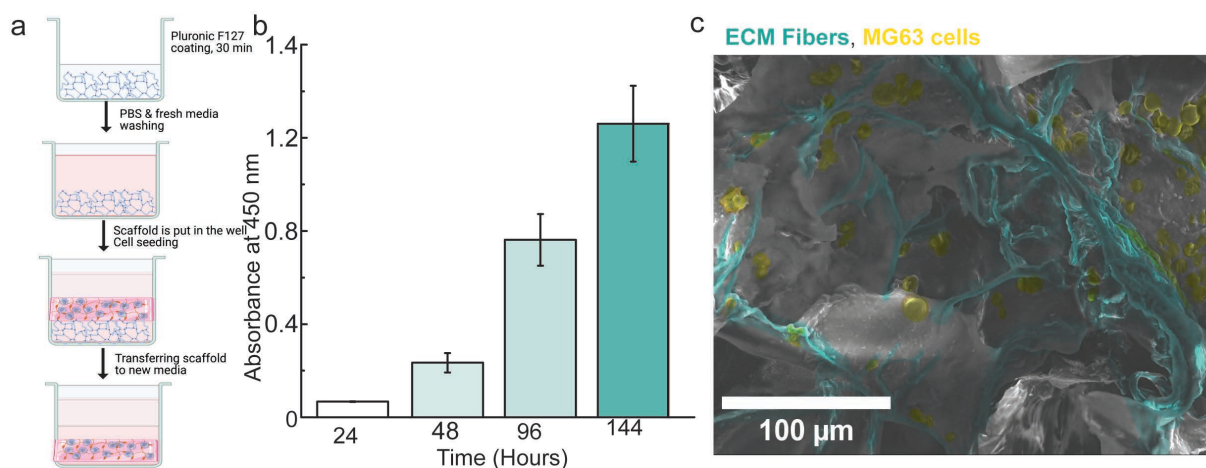 a
Pluronic F127
coating, 30 min
PBS & fresh media
washing
Scaffold is put in the well
Cell seeding
Transferring scaffold
to new media
b
Absorbance at 450 nm
1.4
1.2
0.8
0.4
0
24
48
96
144
Time (Hours)
c
ECM Fibers, MG63 cells
100 µm